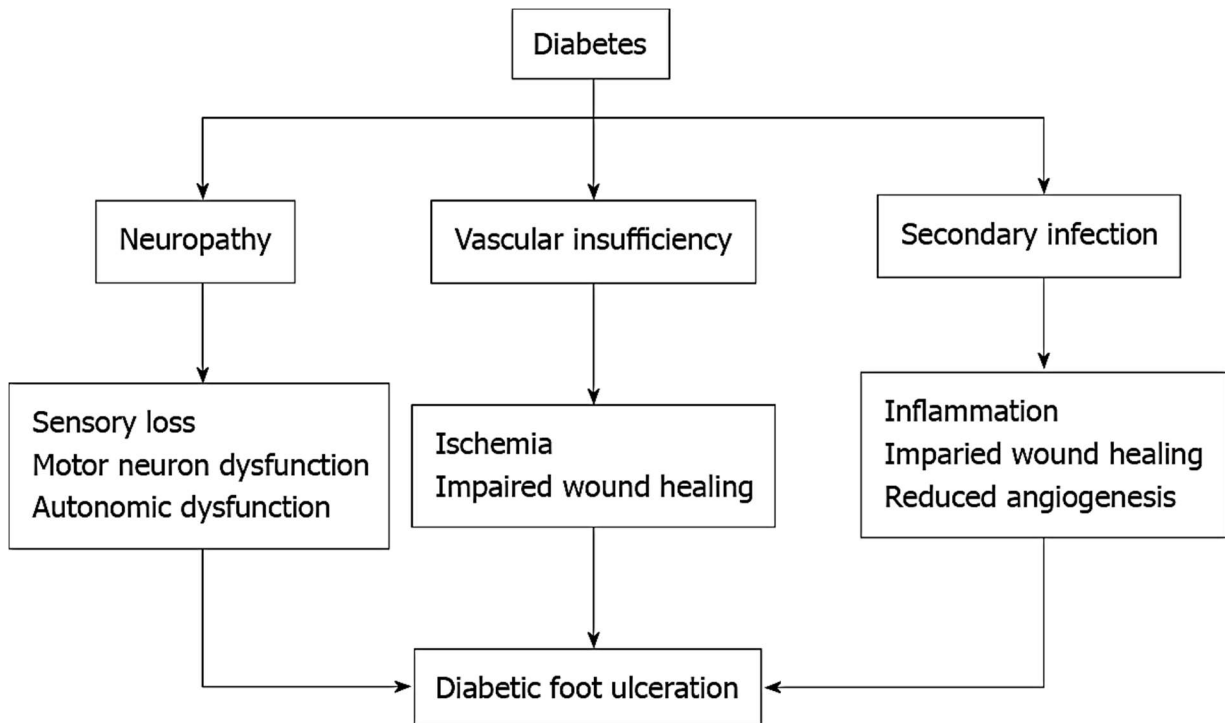 Diabetes
Neuropathy
Vascular insufficiency
Secondary infection
Sensory loss
Motor neuron dysfunction
Autonomic dysfunction
Ischemia
Impaired wound healing
Inflammation
Imparied wound healing
Reduced angiogenesis
Diabetic foot ulceration